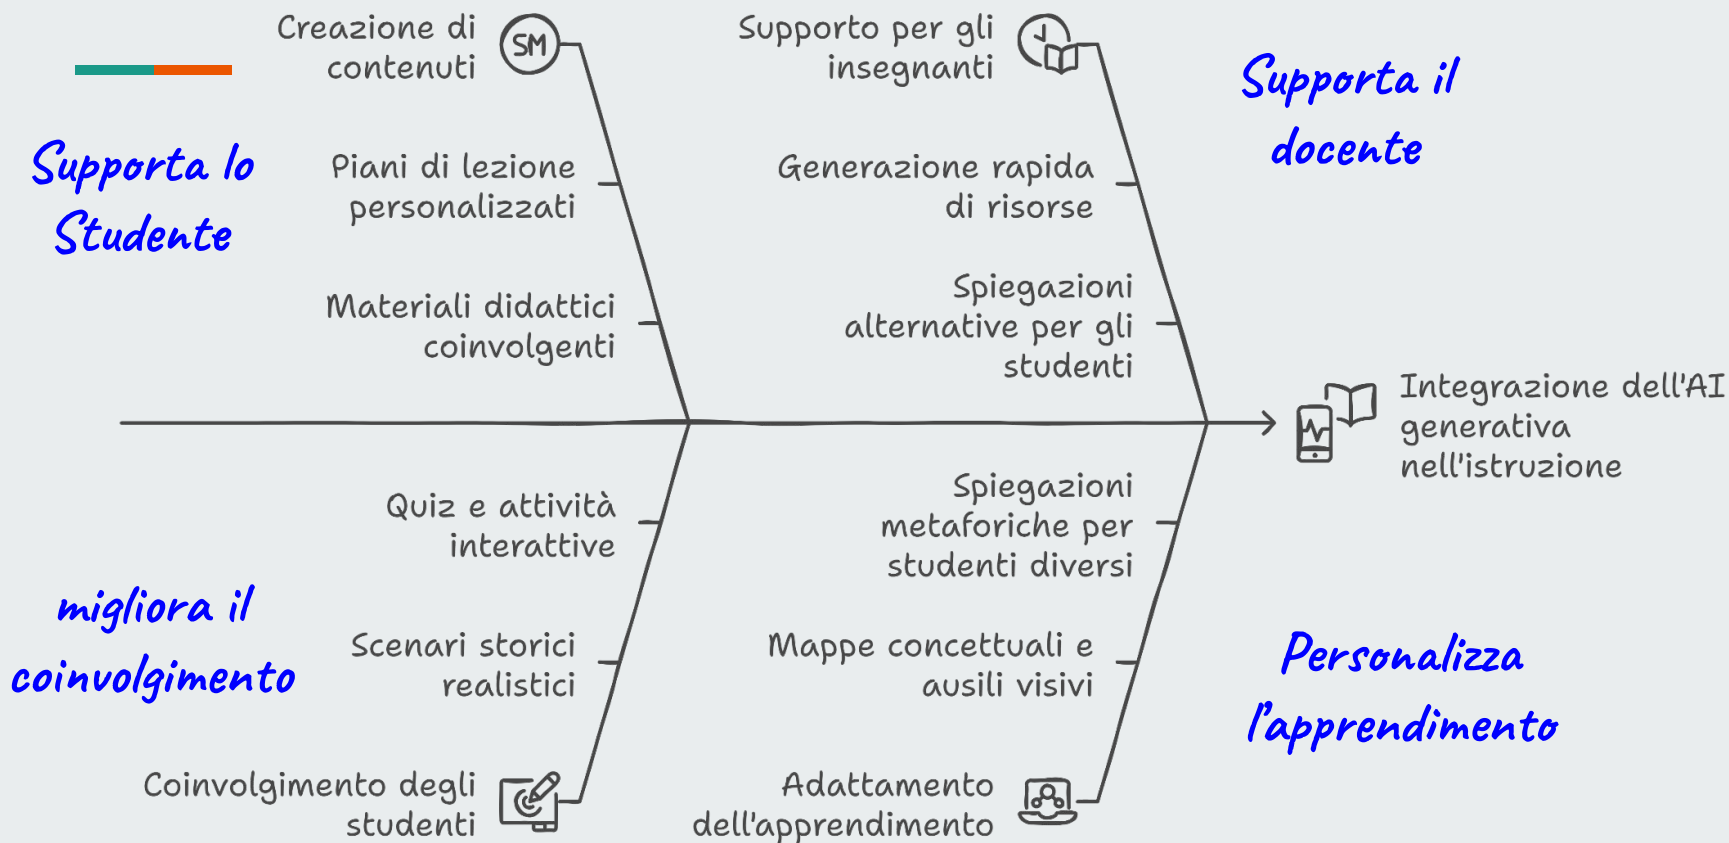 Creazione di
contenuti
SM
Supporto per gli
insegnanti
Supporta il
docente
Supporta lo
Studente
Piani di lezione
personalizzati
Generazione rapida
di risorse
Materiali didattici
coinvolgenti
Spiegazioni
alternative per gli
studenti
Integrazione dell'AI
generativa
nell'istruzione
Quiz e attività
interattive
Spiegazioni
metaforiche per
studenti diversi
migliora il
coinvolgimento
Scenari storici
realistici
Mappe concettuali e
ausili visivi
Personalizza
l'apprendimento
Coinvolgimento degli
studenti
Adattamento
dell'apprendimento